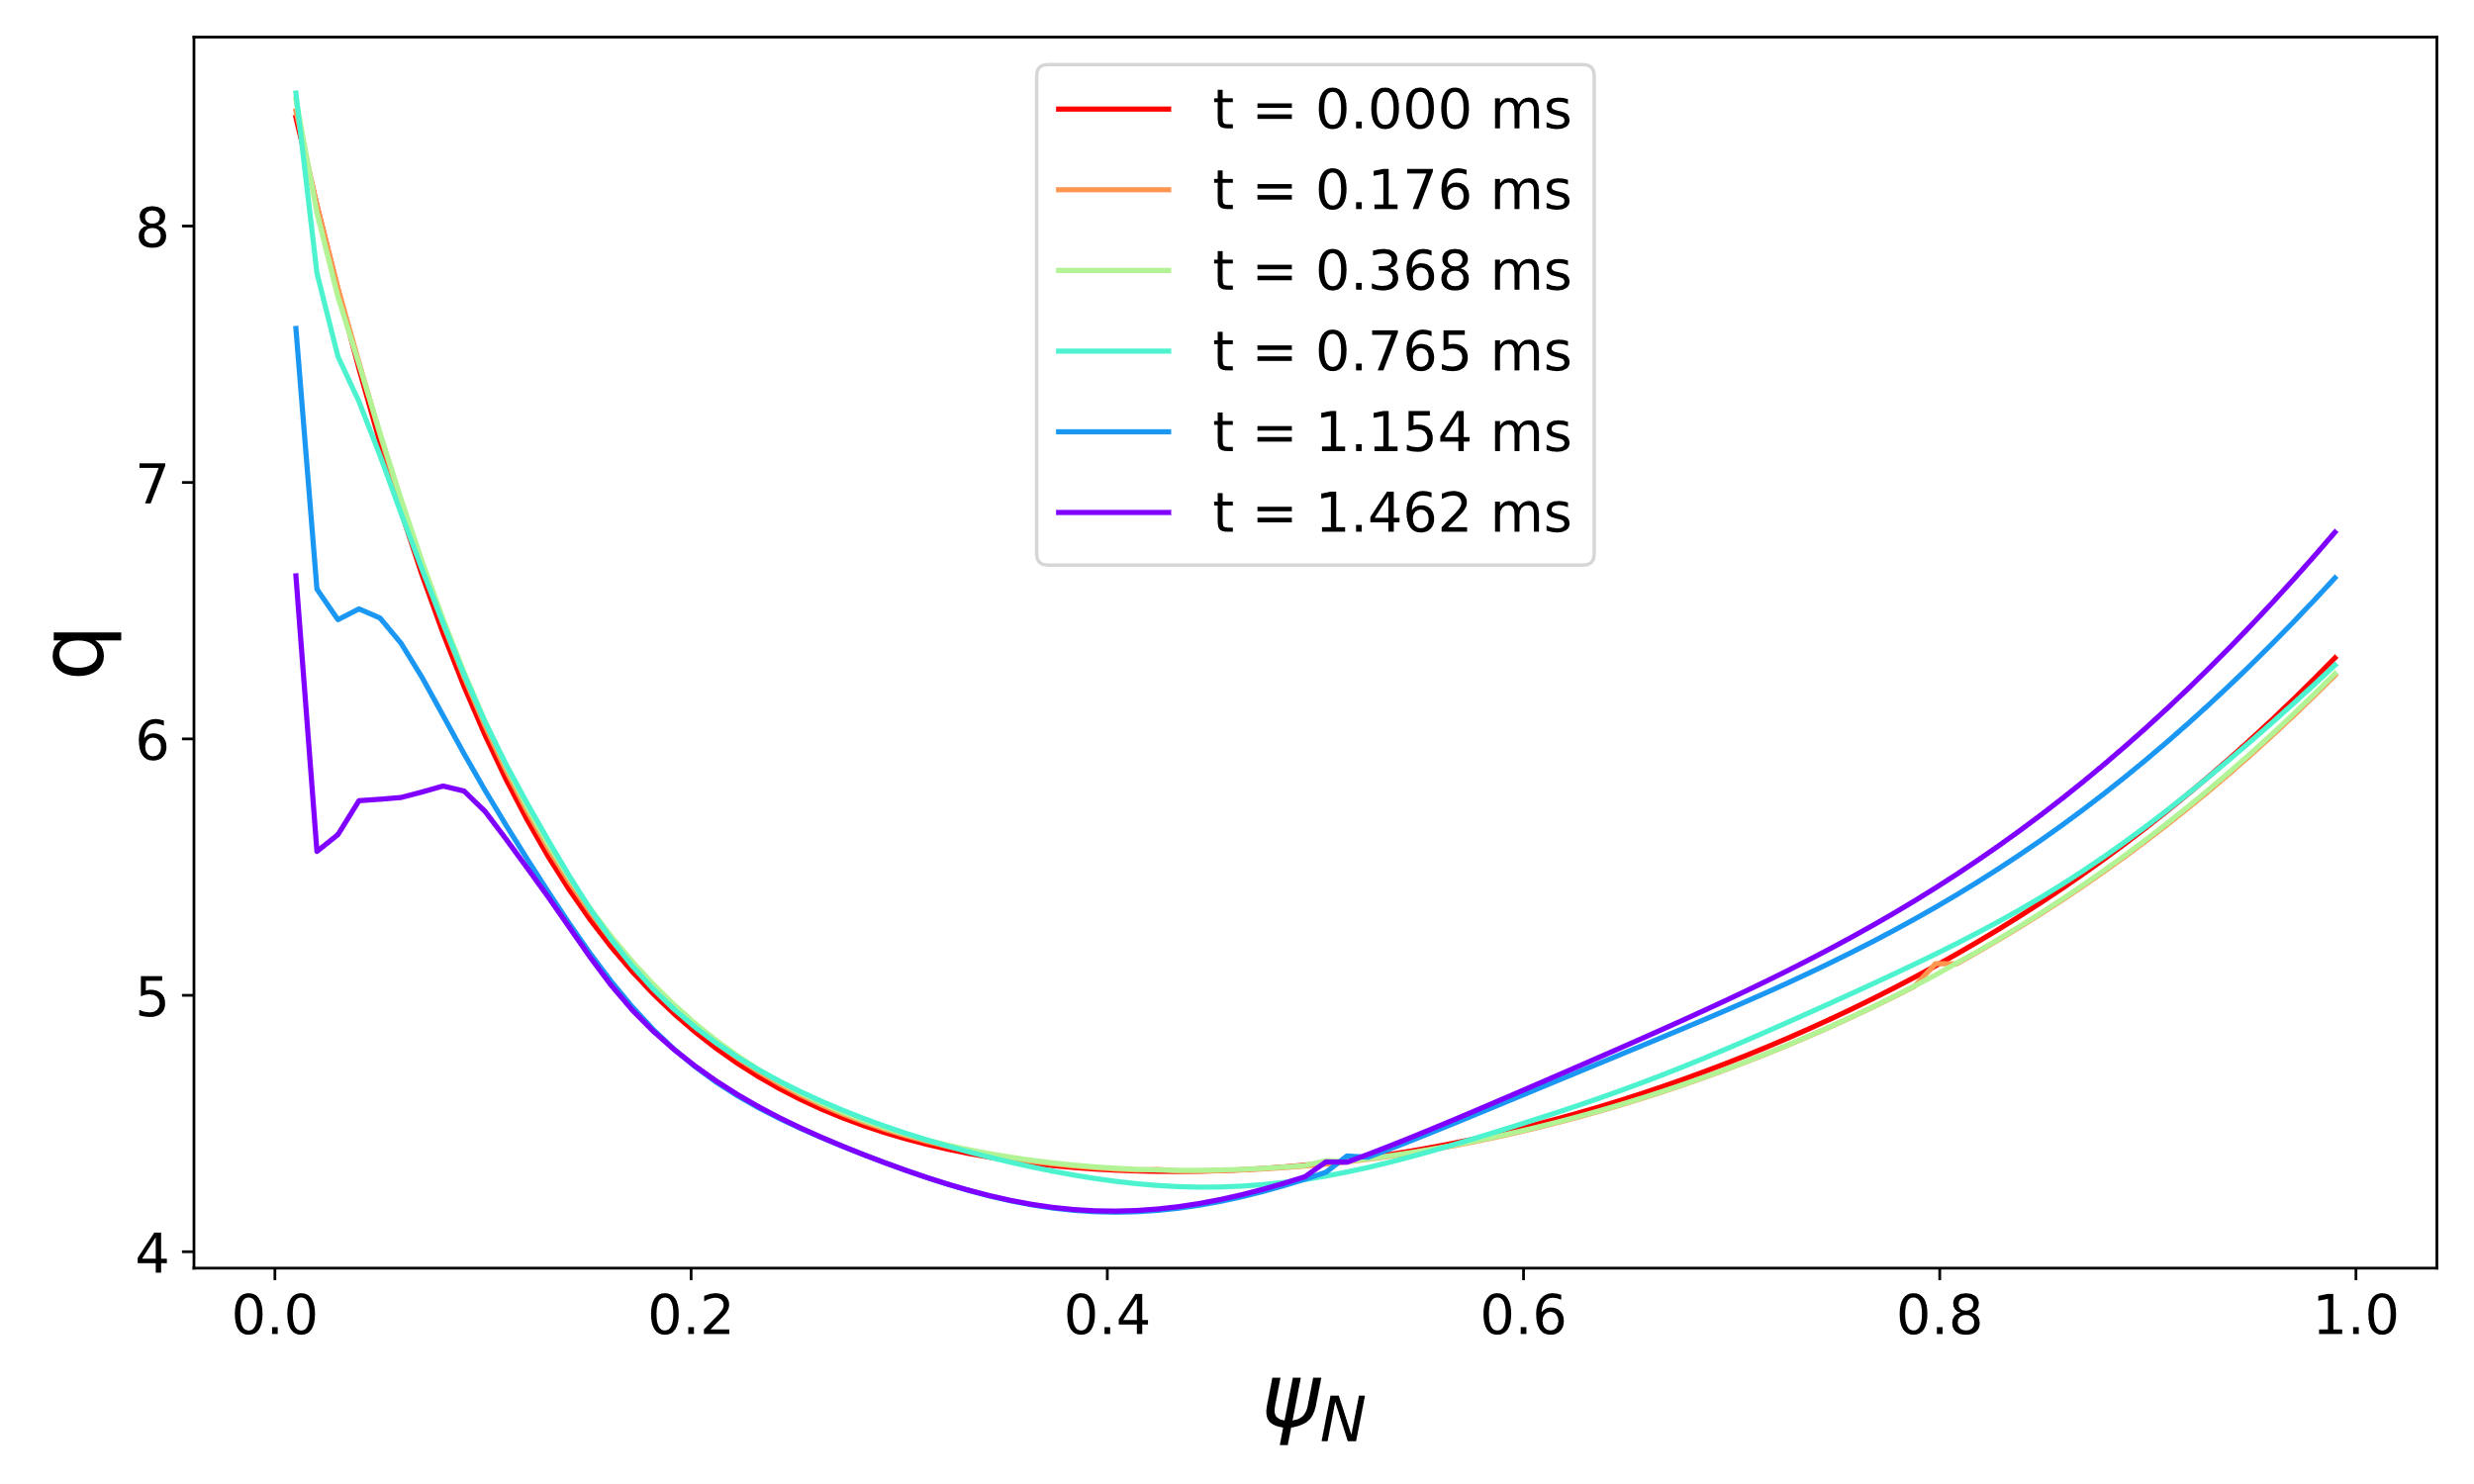 t = 0.000 ms
t = 0.176 ms
t = 0.368 ms
t = 0.765 ms
t = 1.154 ms
t = 1.462 ms
8
7
6
5
4
q
0.0 0.2 0.4 0.6 0.8 1.0
ψN